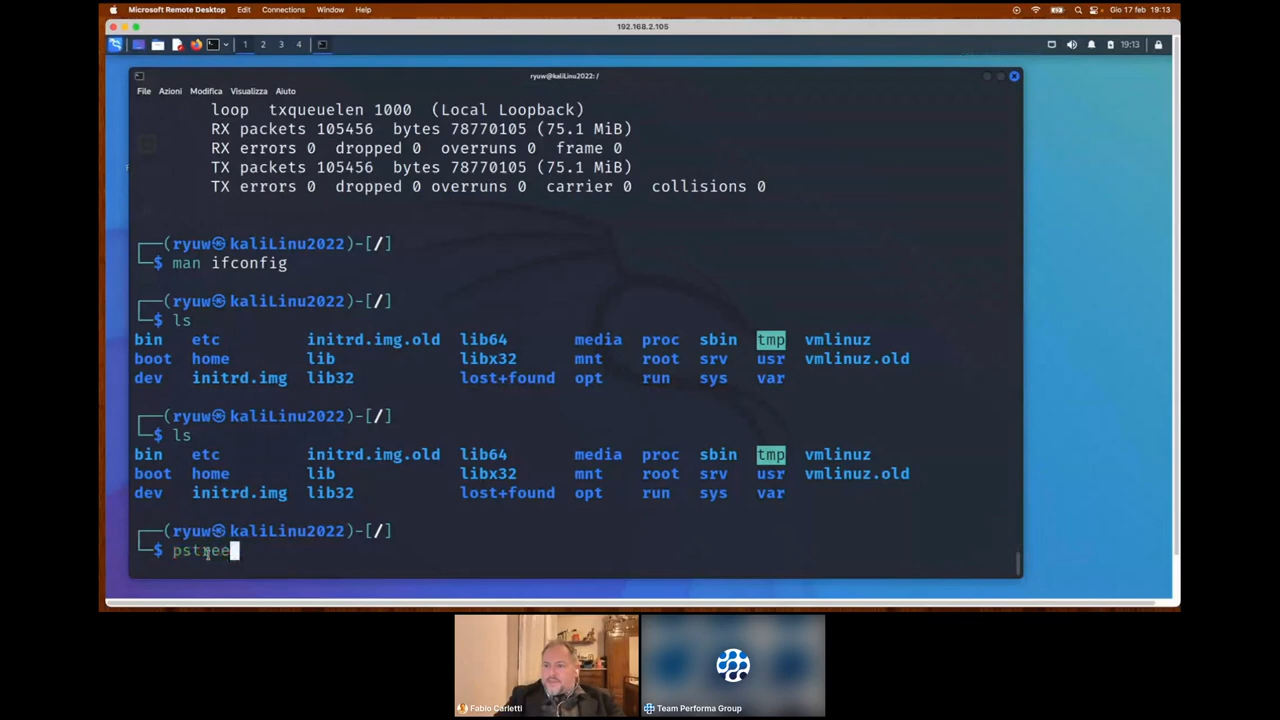 Microsoft Remote Desktop Edit Connections Window Help Gio 17 feb 19:13
192.168.2.105
1 2 3 4 19:13
ryuw@kaliLinu2022: /
File Azioni Modifica Visualizza Aiuto
loop txqueuelen 1000 (Local Loopback)
RX packets 105456 bytes 78770105 (75.1 MiB)
RX errors 0 dropped 0 overruns 0 frame 0
TX packets 105456 bytes 78770105 (75.1 MiB)
TX errors 0 dropped 0 overruns 0 carrier 0 collisions 0
┌──(ryuw㉿kaliLinu2022)-[/]
└─$ man ifconfig
┌──(ryuw㉿kaliLinu2022)-[/]
└─$ ls
bin etc initrd.img.old lib64 media proc sbin tmp vmlinuz
boot home lib libx32 mnt root srv usr vmlinuz.old
dev initrd.img lib32 lost+found opt run sys var
┌──(ryuw㉿kaliLinu2022)-[/]
└─$ ls
bin etc initrd.img.old lib64 media proc sbin tmp vmlinuz
boot home lib libx32 mnt root srv usr vmlinuz.old
dev initrd.img lib32 lost+found opt run sys var
┌──(ryuw㉿kaliLinu2022)-[/]
└─$ pstree
Fabio Carletti
Team Performa Group